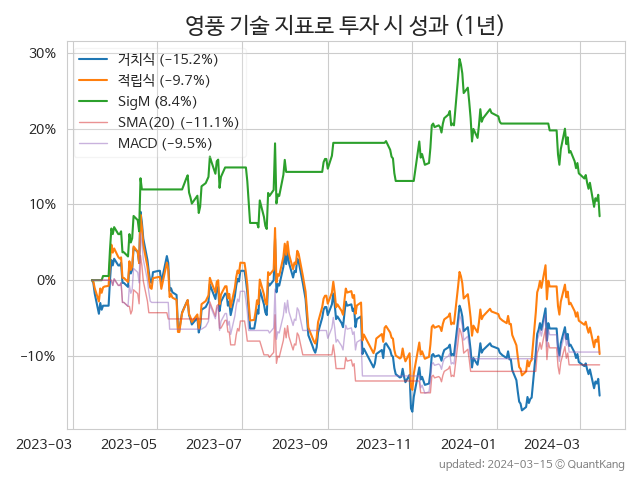 영풍 기술 지표로 투자 시 성과 (1년)
30%
20%
10%
0%
−10%
거치식 (−15.2%)
적립식 (−9.7%)
SigM (8.4%)
SMA(20) (−11.1%)
MACD (−9.5%)
2023-03
2023-05
2023-07
2023-09
2023-11
2024-01
2024-03
updated: 2024-03-15 ⓒ QuantKang